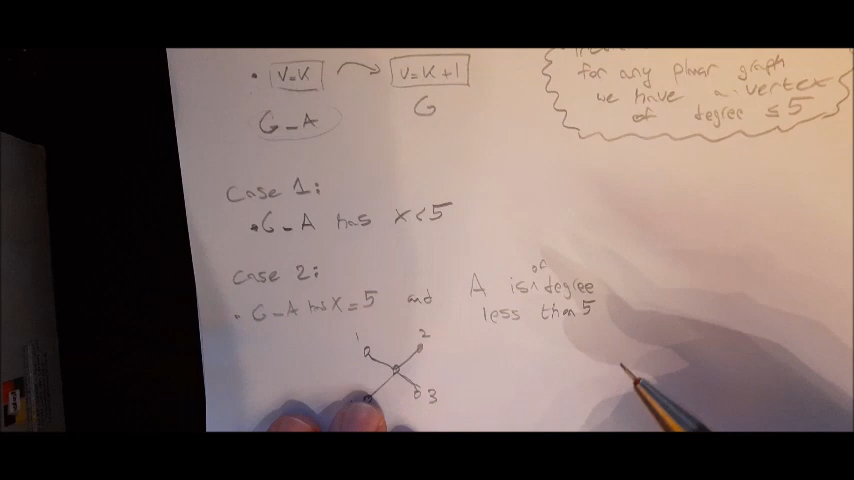 • V=K V=K+1
G-A G
for any planar graph
we have a vertex
of degree ≤5
Case 1:
• G-A has X<5
Case 2:
• G-A has X=5 and A is of degree
less than 5
1 2
3